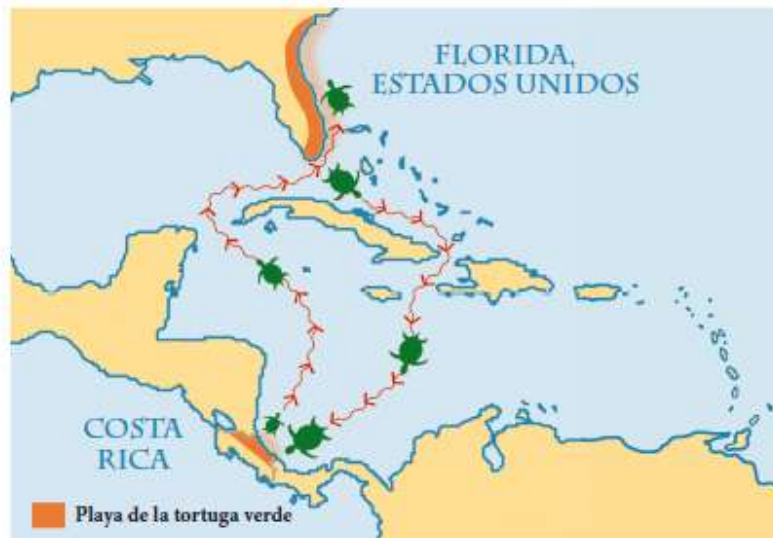 FLORIDA,
ESTADOS UNIDOS
COSTA
RICA
Playa de la tortuga verde